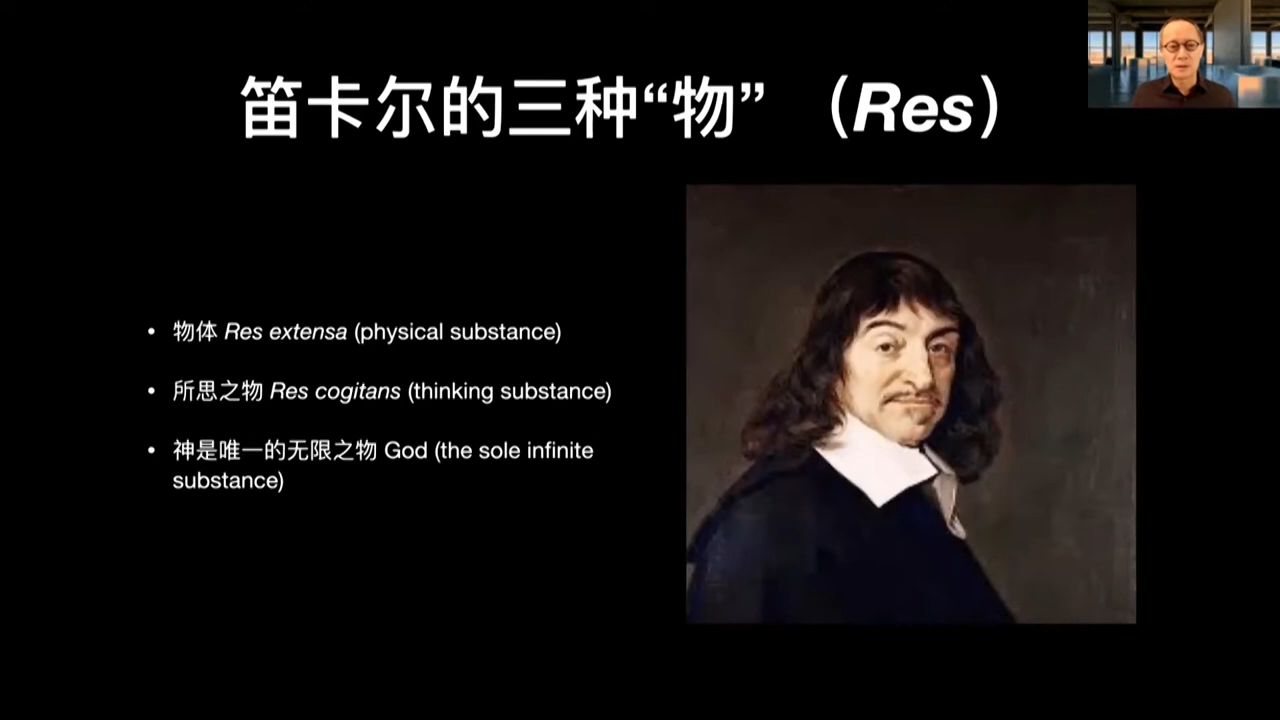 笛卡尔的三种“物” （Res）
• 物体 Res extensa (physical substance)
• 所思之物 Res cogitans (thinking substance)
• 神是唯一的无限之物 God (the sole infinite
substance)